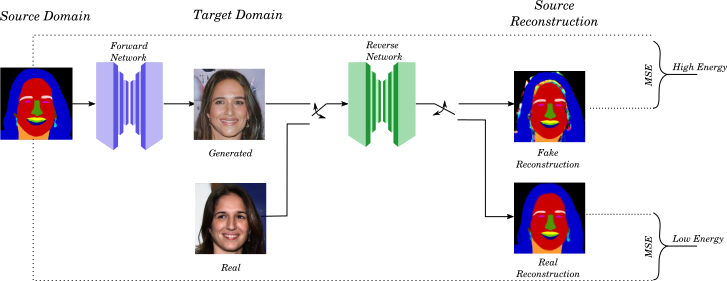 Source Domain
Target Domain
Source
Reconstruction
Forward
Network
Reverse
Network
MSE
High Energy
Generated
Fake
Reconstruction
Real
Real
Reconstruction
MSE
Low Energy